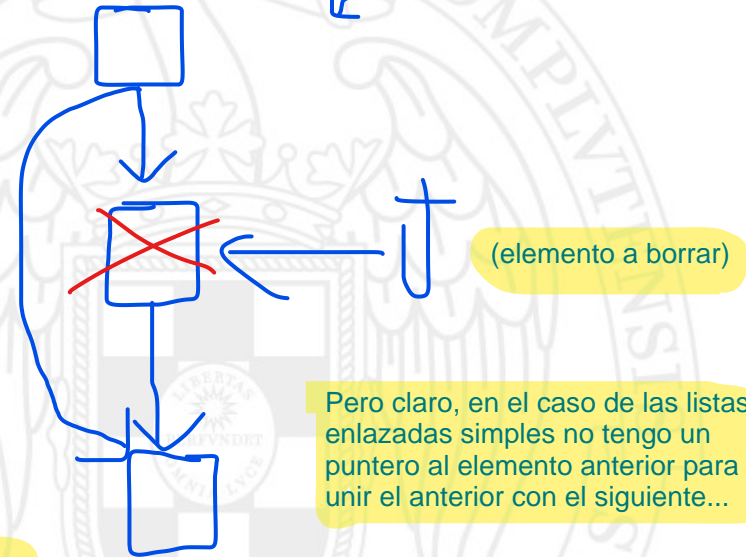 (elemento a borrar)
Pero claro, en el caso de las listas
enlazadas simples no tengo un
puntero al elemento anterior para
unir el anterior con el siguiente...
LIBERTAS